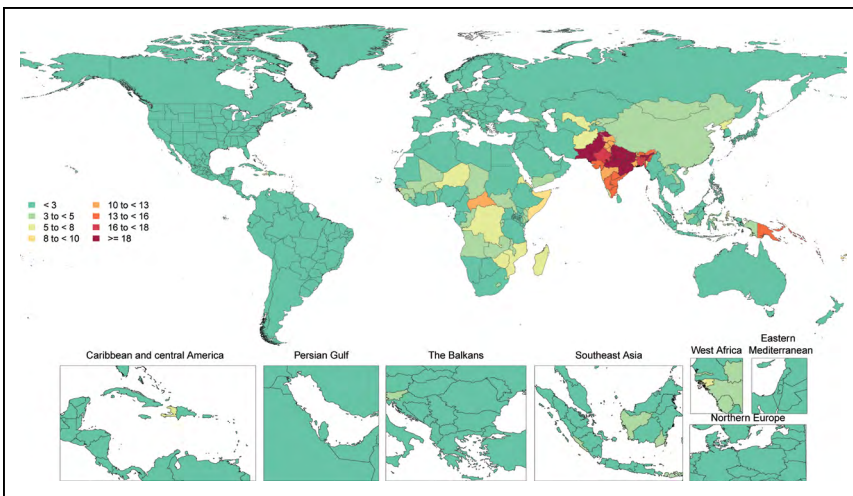 < 3
3 to < 5
5 to < 8
8 to < 10
10 to < 13
13 to < 16
16 to < 18
>= 18
Caribbean and central America
Persian Gulf
The Balkans
Southeast Asia
West Africa
Eastern
Mediterranean
Northern Europe